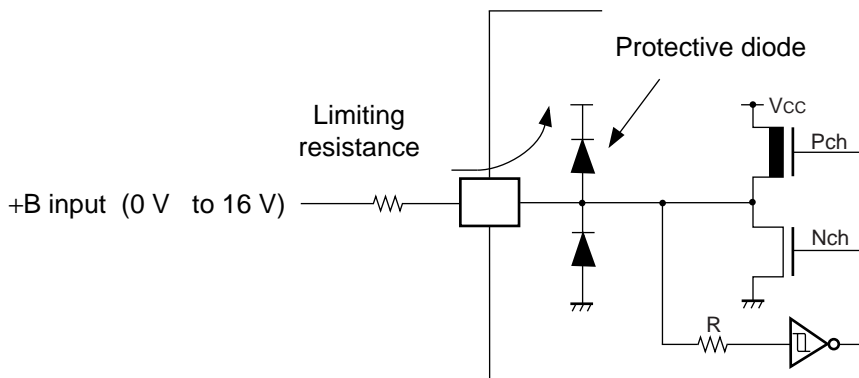 Protective diode
Limiting
resistance
VCC
Pch
+B input (0 V to 16 V)
Nch
R